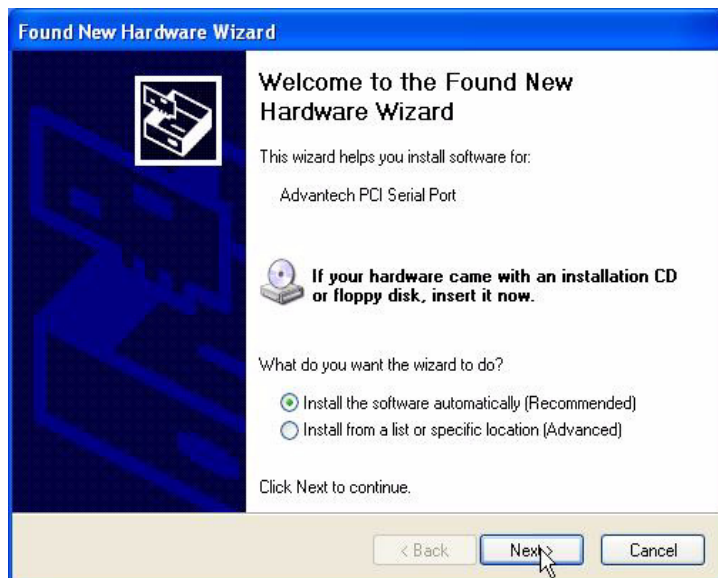 Found New Hardware Wizard
Welcome to the Found New
Hardware Wizard
This wizard helps you install software for:
Advantech PCI Serial Port
If your hardware came with an installation CD
or floppy disk, insert it now.
What do you want the wizard to do?
Install the software automatically (Recommended)
Install from a list or specific location (Advanced)
Click Next to continue.
< Back Next > Cancel